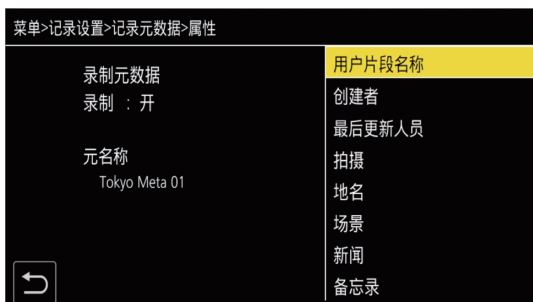 菜单>记录设置>记录元数据>属性
录制元数据
录制 : 开
元名称
Tokyo Meta 01
用户片段名称
创建者
最后更新人员
拍摄
地名
场景
新闻
备忘录